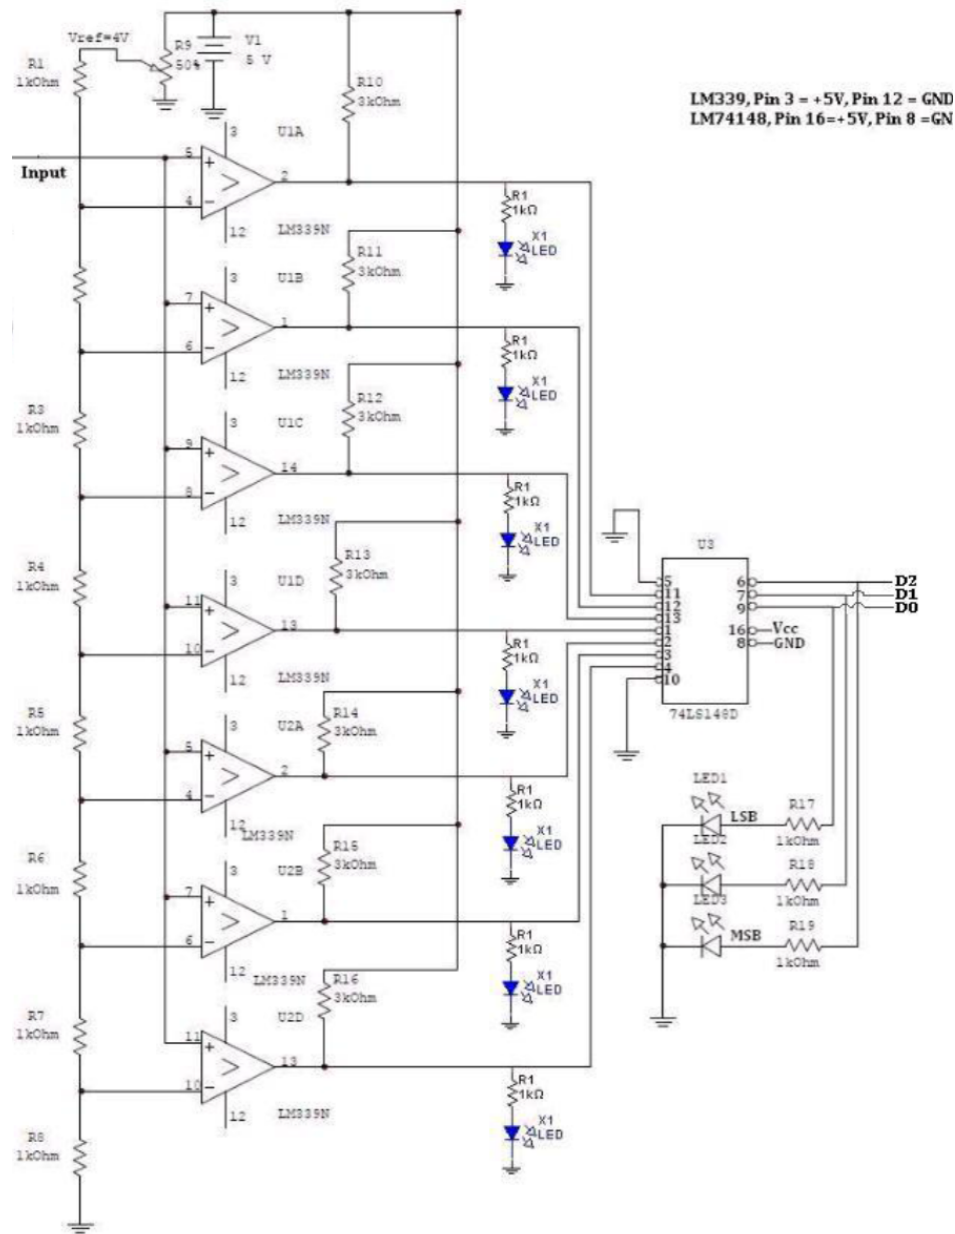 Vref=4V
R1
1kOhm
R9
50%
V1
5 V
R10
3kOhm
LM339, Pin 3 = +5V, Pin 12 = GND
LM74148, Pin 16=+5V, Pin 8 =GN
Input
3
U1A
5
4
2
12
LM339N
R1
1kΩ
X1
LED
R11
3kOhm
3
U1B
7
6
1
12
LM339N
R1
1kΩ
X1
LED
R3
1kOhm
R12
3kOhm
3
U1C
9
8
14
12
LM339N
R1
1kΩ
X1
LED
R4
1kOhm
R13
3kOhm
3
U1D
11
10
13
12
LM339N
R1
1kΩ
X1
LED
U3
5
11
12
13
1
2
3
4
10
6
7
9
16
8
D2
D1
D0
Vcc
GND
74LS148D
R5
1kOhm
R14
3kOhm
3
U2A
5
4
2
12
LM339N
R1
1kΩ
X1
LED
R6
1kOhm
R15
3kOhm
3
U2B
7
6
1
12
LM339N
R1
1kΩ
X1
LED
R7
1kOhm
R16
3kOhm
3
U2D
11
10
13
12
LM339N
R1
1kΩ
X1
LED
R8
1kOhm
LED1
LSB
R17
1kOhm
LED2
R18
1kOhm
LED3
MSB
R19
1kOhm